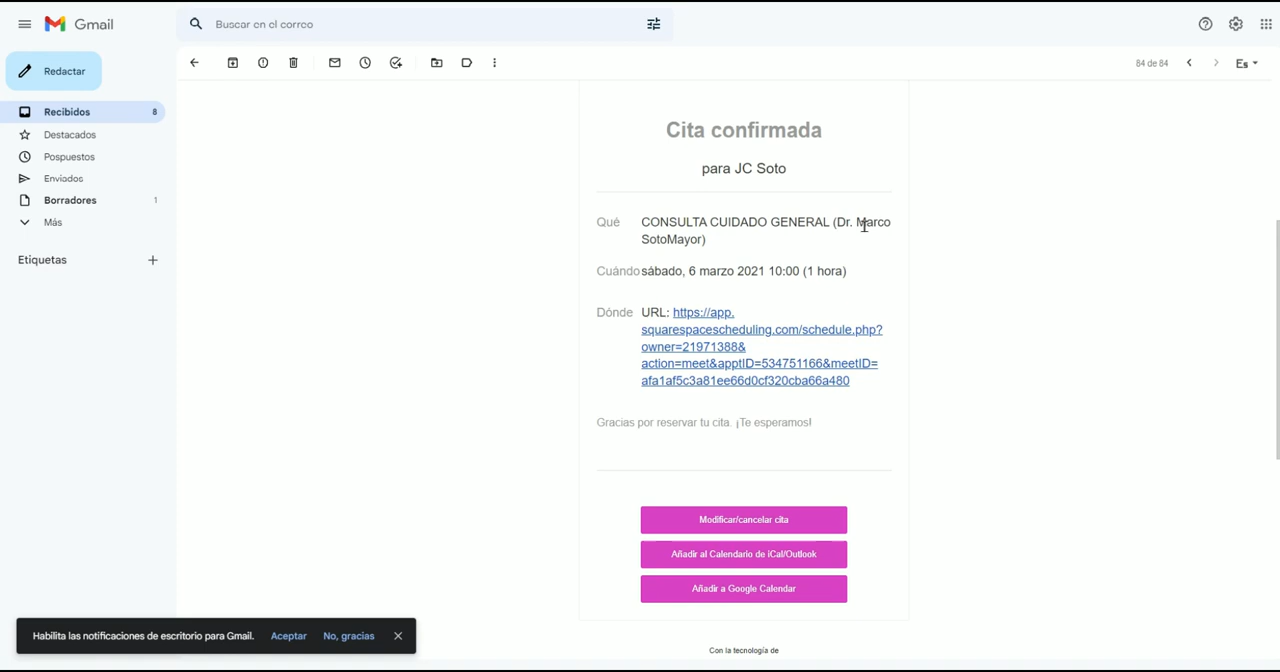 Gmail
Buscar en el correo
Redactar
84 de 84
Es
Recibidos 8
Destacados
Pospuestos
Enviados
Borradores 1
Más
Etiquetas
Cita confirmada
para JC Soto
Qué CONSULTA CUIDADO GENERAL (Dr. Marco
SotoMayor)
Cuándo sábado, 6 marzo 2021 10:00 (1 hora)
Dónde URL: https://app.
squarespacescheduling.com/schedule.php?
owner=21971388&
action=meet&apptID=534751166&meetID=
afa1af5c3a81ee66d0cf320cba66a480
Gracias por reservar tu cita. ¡Te esperamos!
Modificar/cancelar cita
Añadir al Calendario de iCal/Outlook
Añadir a Google Calendar
Habilita las notificaciones de escritorio para Gmail. Aceptar No, gracias
Con la tecnología de